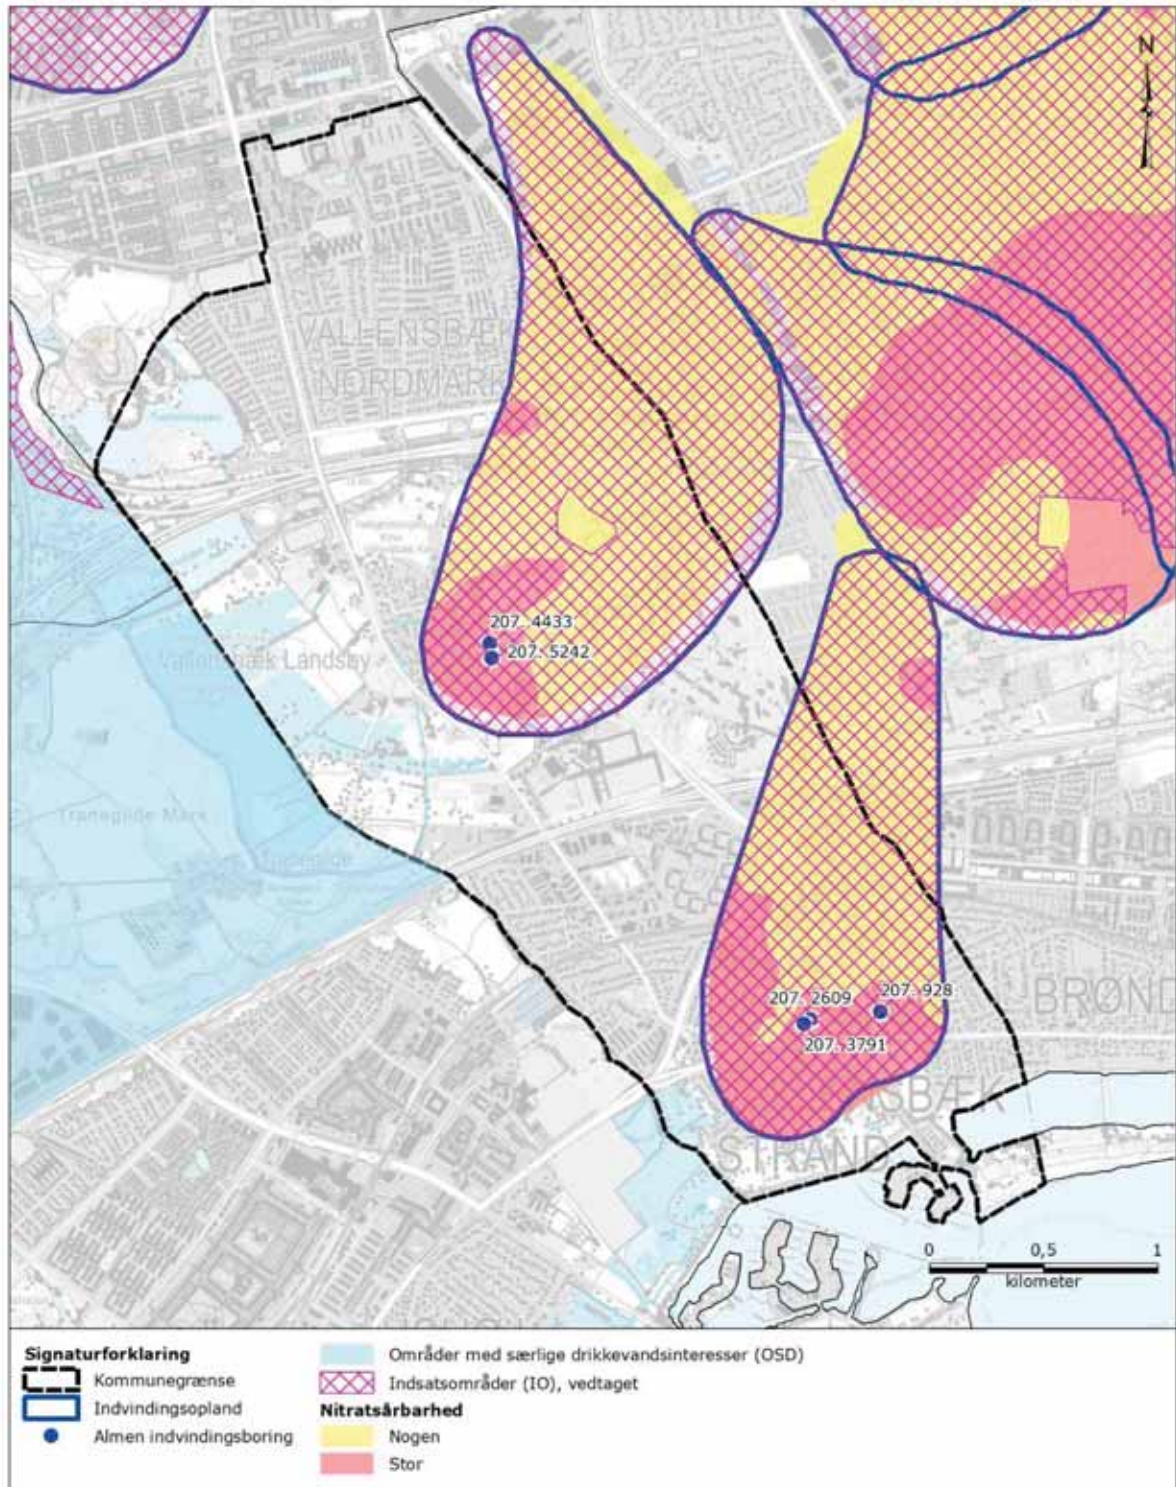 N
VALLENSBÆK
NORDMARK
207. 4433
207. 5242
Vallensbæk Landsby
Tranegilde Mark
Tranegilde
207. 2609
207. 928
207. 3791
BRØND
SBÆK
STRAND
0 0,5 1
kilometer
Signaturforklaring
Kommunegrænse
Indvindingsopland
Almen indvindingsboring
Områder med særlige drikkevandsinteresser (OSD)
Indsatsområder (IO), vedtaget
Nitratsårbarhed
Nogen
Stor